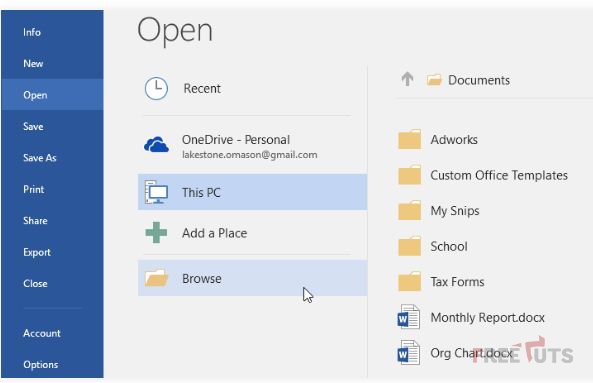 Info
New
Open
Save
Save As
Print
Share
Export
Close
Account
Options
Open
Recent
OneDrive - Personal
lakestone.omason@gmail.com
This PC
Add a Place
Browse
Documents
Adworks
Custom Office Templates
My Snips
School
Tax Forms
Monthly Report.docx
Org Chart.docx
FREETUTS